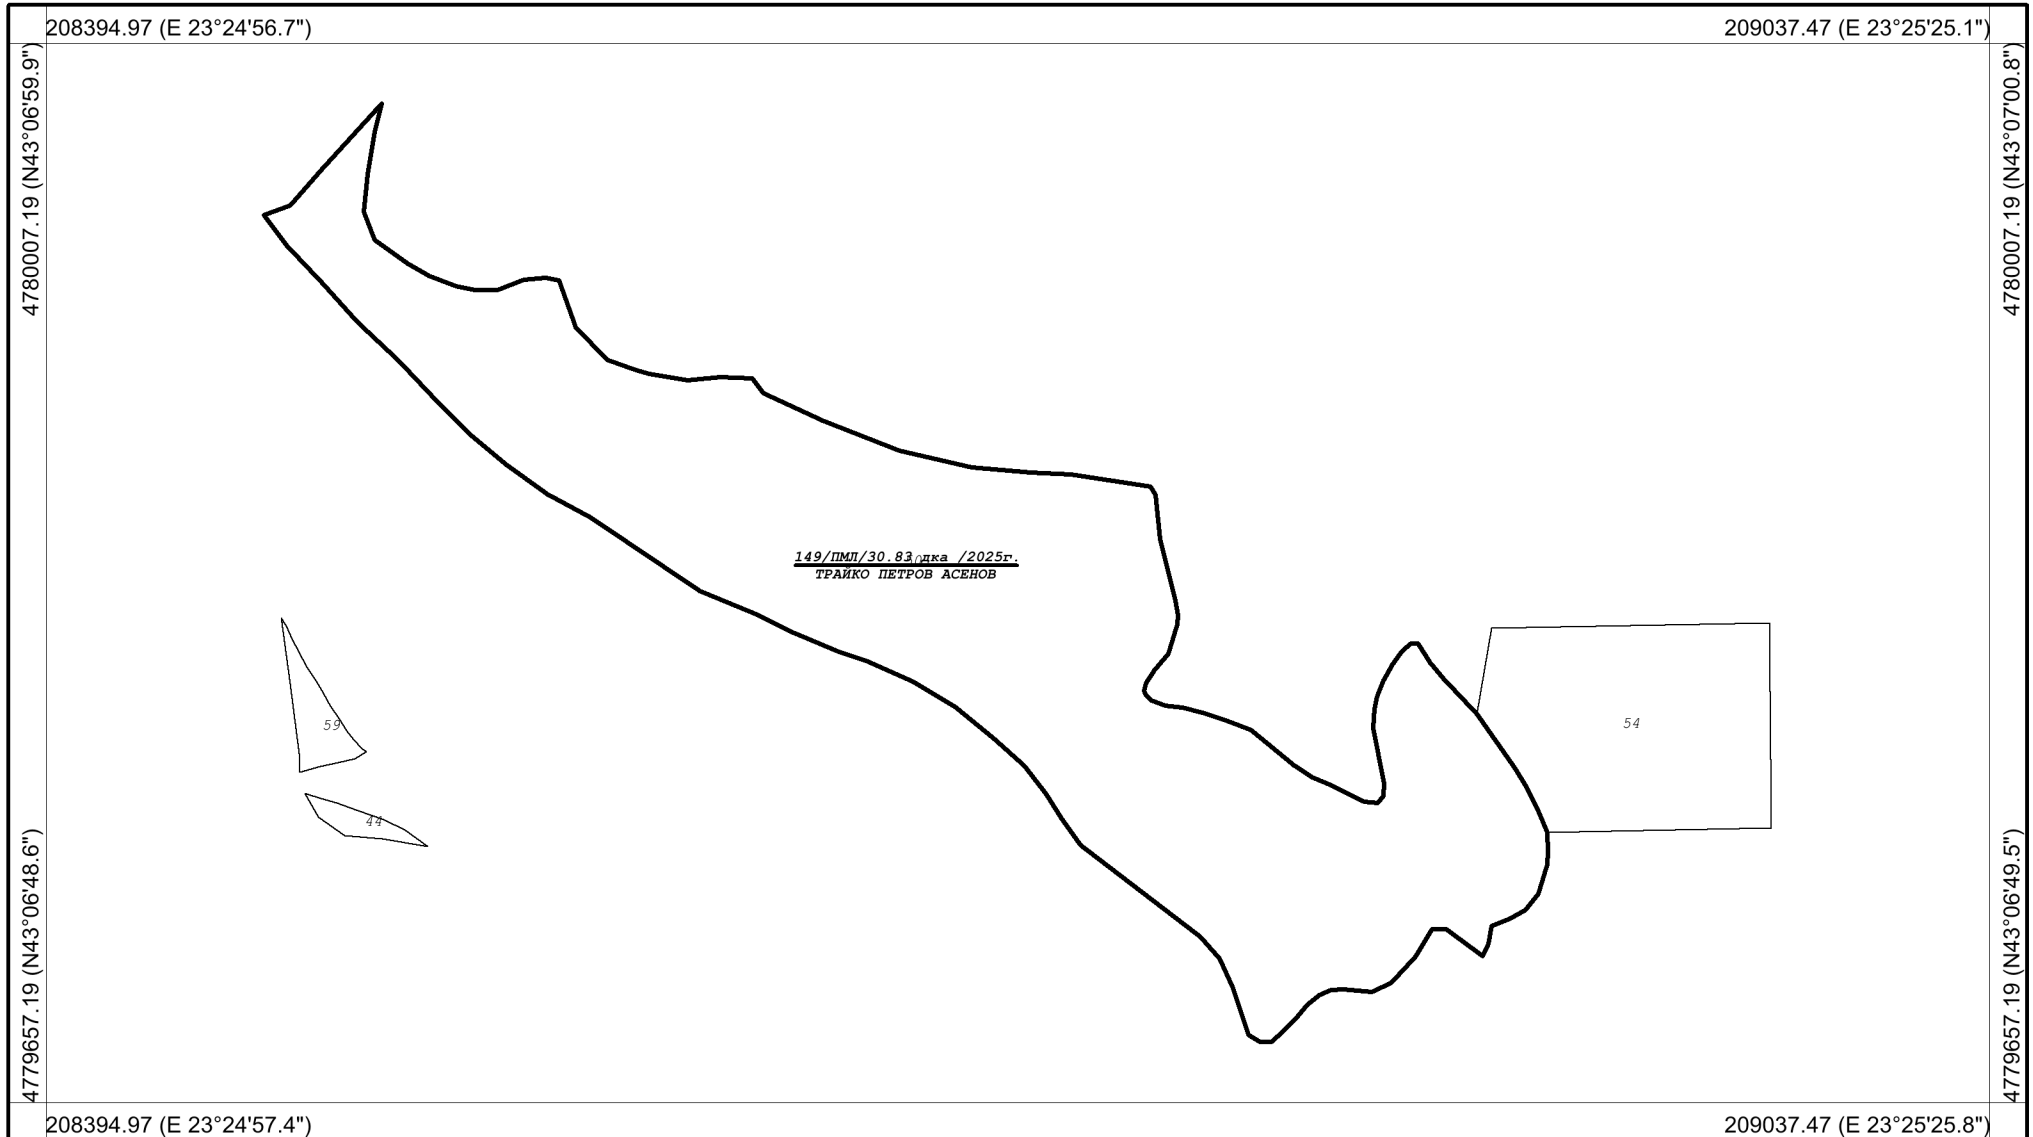 208394.97 (E 23°24'56.7")
209037.47 (E 23°25'25.1")
4780007.19 (N43°06'59.9")
4780007.19 (N43°07'00.8")
149/ПМЛ/30.83 дка /2025г.
ТРАЙКО ПЕТРОВ АСЕНОВ
59
54
44
4779657.19 (N43°06'48.6")
4779657.19 (N43°06'49.5")
208394.97 (E 23°24'57.4")
209037.47 (E 23°25'25.8")